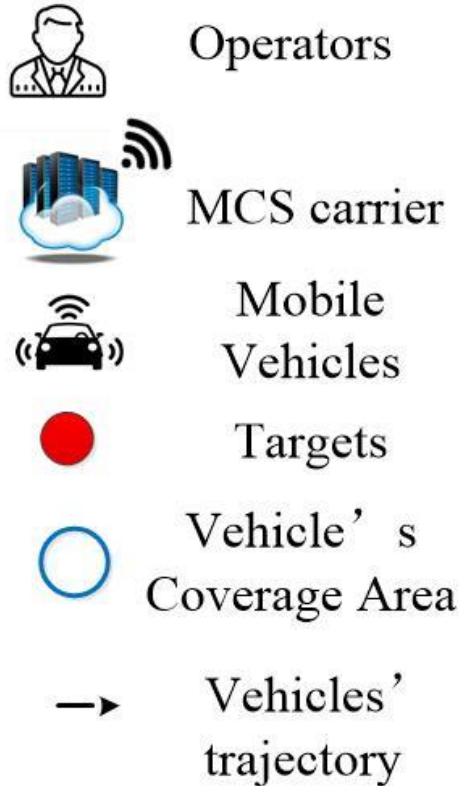 Operators
MCS carrier
Mobile
Vehicles
Targets
Vehicle’ s
Coverage Area
Vehicles’
trajectory